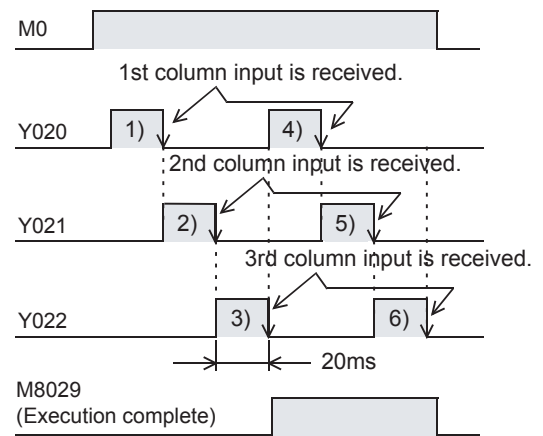 M0
1st column input is received.
Y020
1)
4)
2nd column input is received.
Y021
2)
5)
3rd column input is received.
Y022
3)
6)
20ms
M8029
(Execution complete)